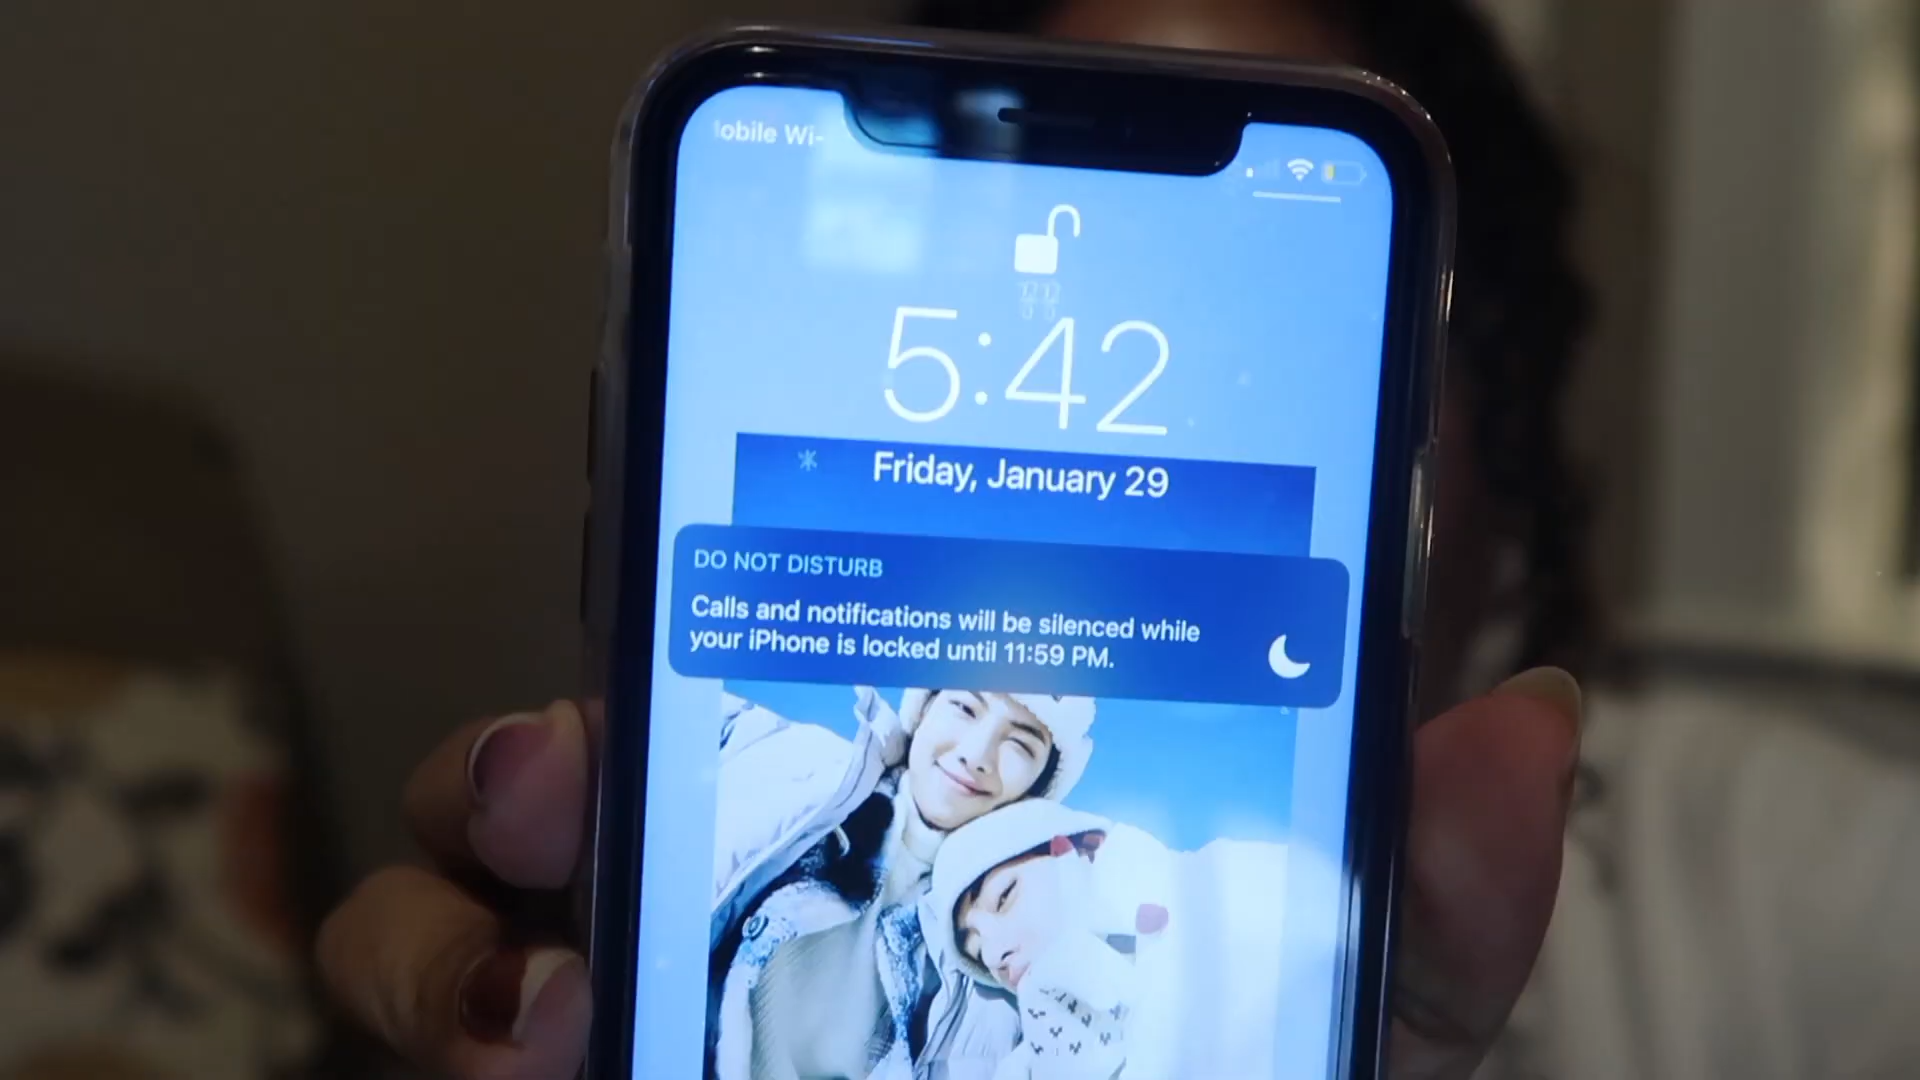 obile Wi-
5:42
Friday, January 29
DO NOT DISTURB
Calls and notifications will be silenced while
your iPhone is locked until 11:59 PM.